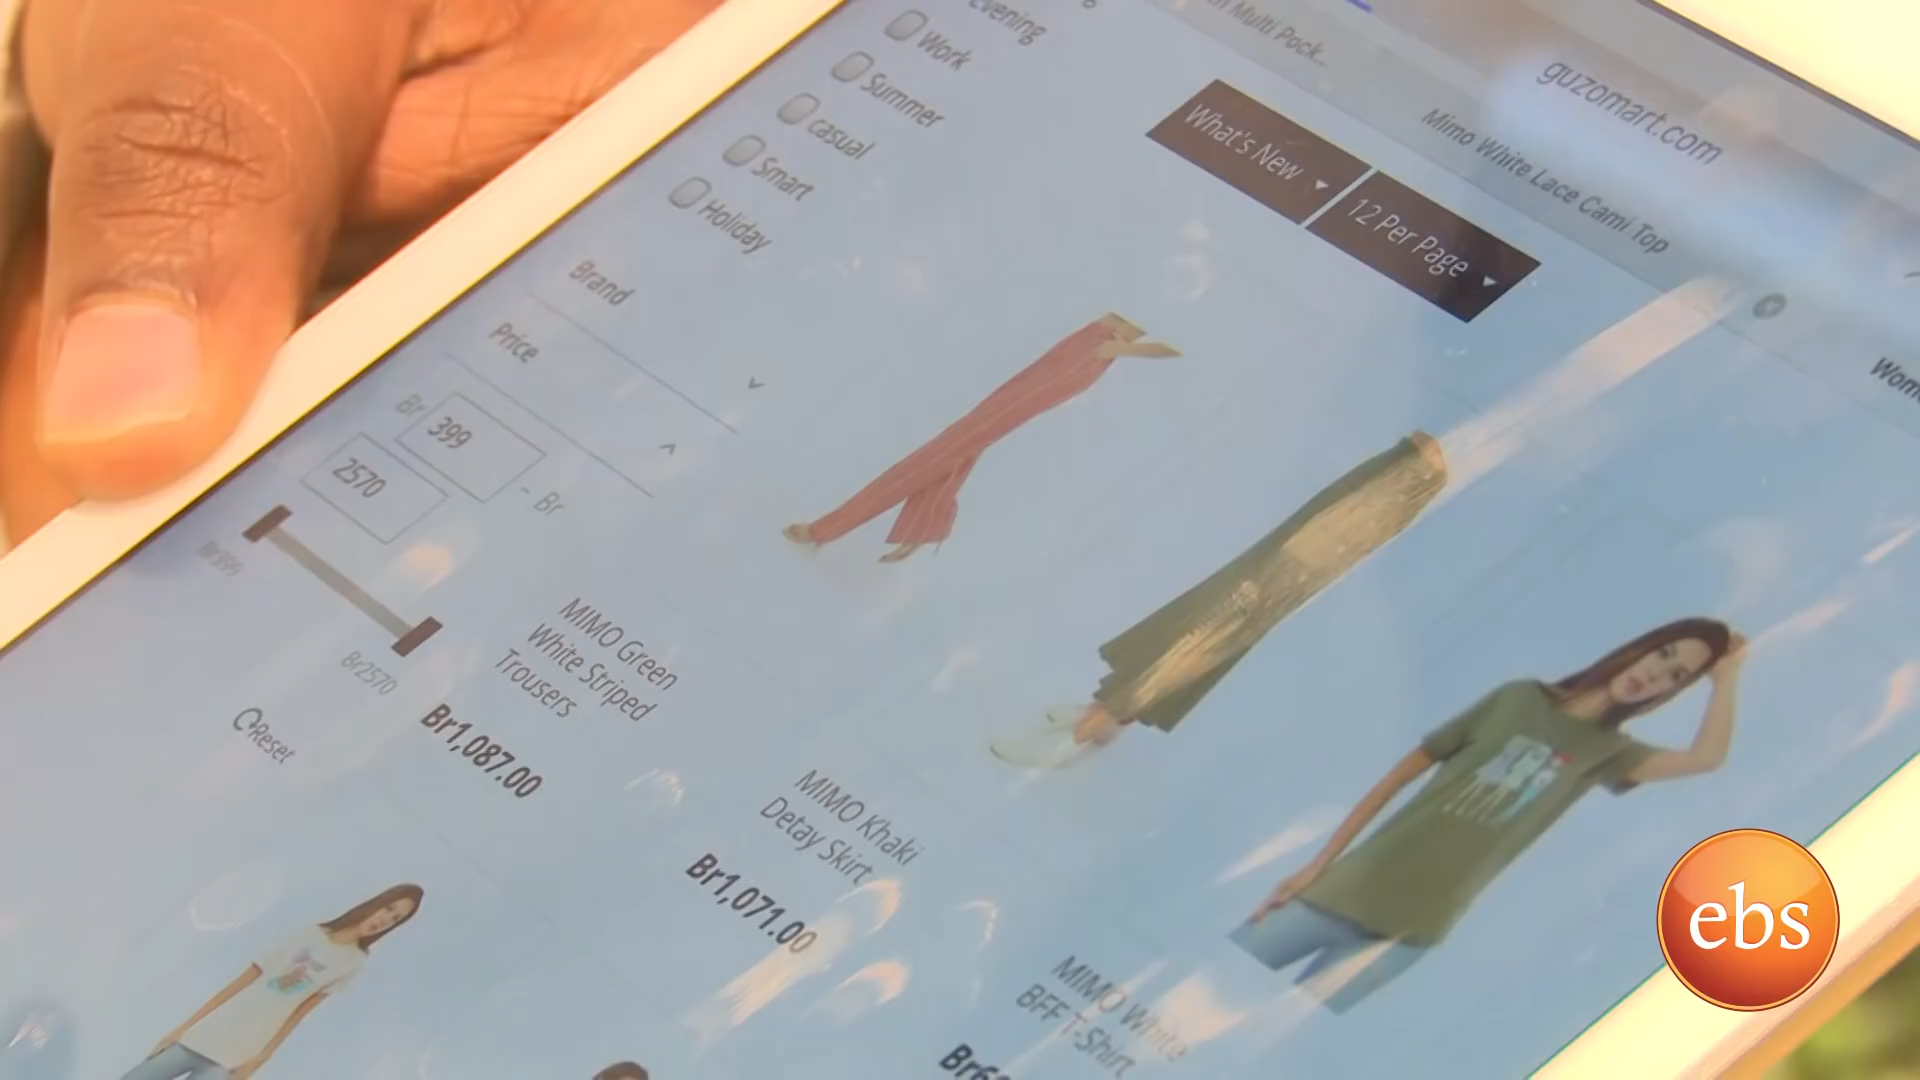 guzomart.com
Multi Pock...
Mimo White Lace Cami Top
Evening
Work
Summer
casual
Smart
Holiday
What's New
12 Per Page
Brand
Price
Br 399
- Br
2570
Br399
Br2570
Reset
MIMO Green
White Striped
Trousers
Br1,087.00
MIMO Khaki
Detay Skirt
Br1,071.00
MIMO White
BFF T-Shirt
ebs